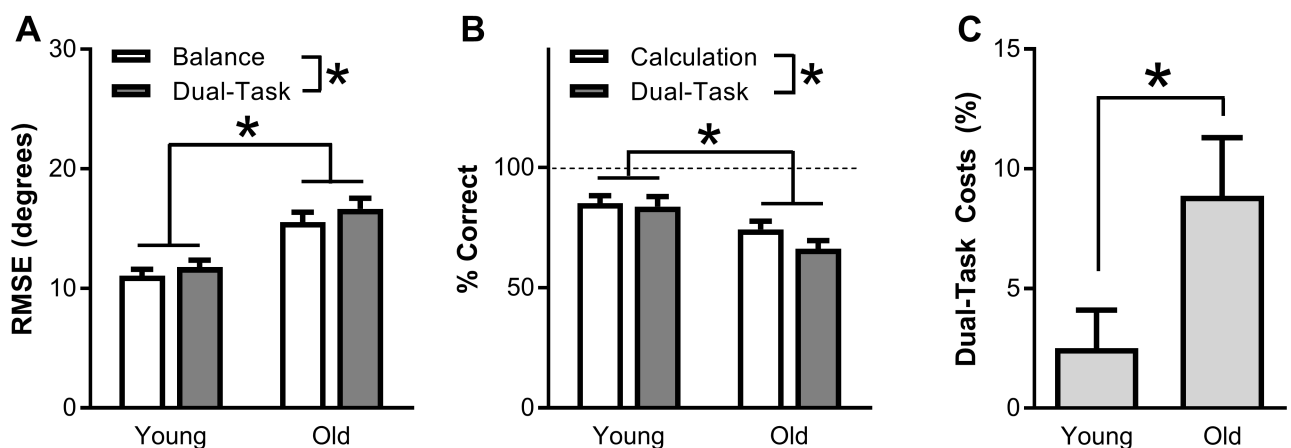 A
30
20
10
0
RMSE (degrees)
Balance
Dual-Task
*
*
Young Old
B
100
50
0
% Correct
Calculation
Dual-Task
*
*
Young Old
C
15
10
5
0
Dual-Task Costs (%)
*
Young Old